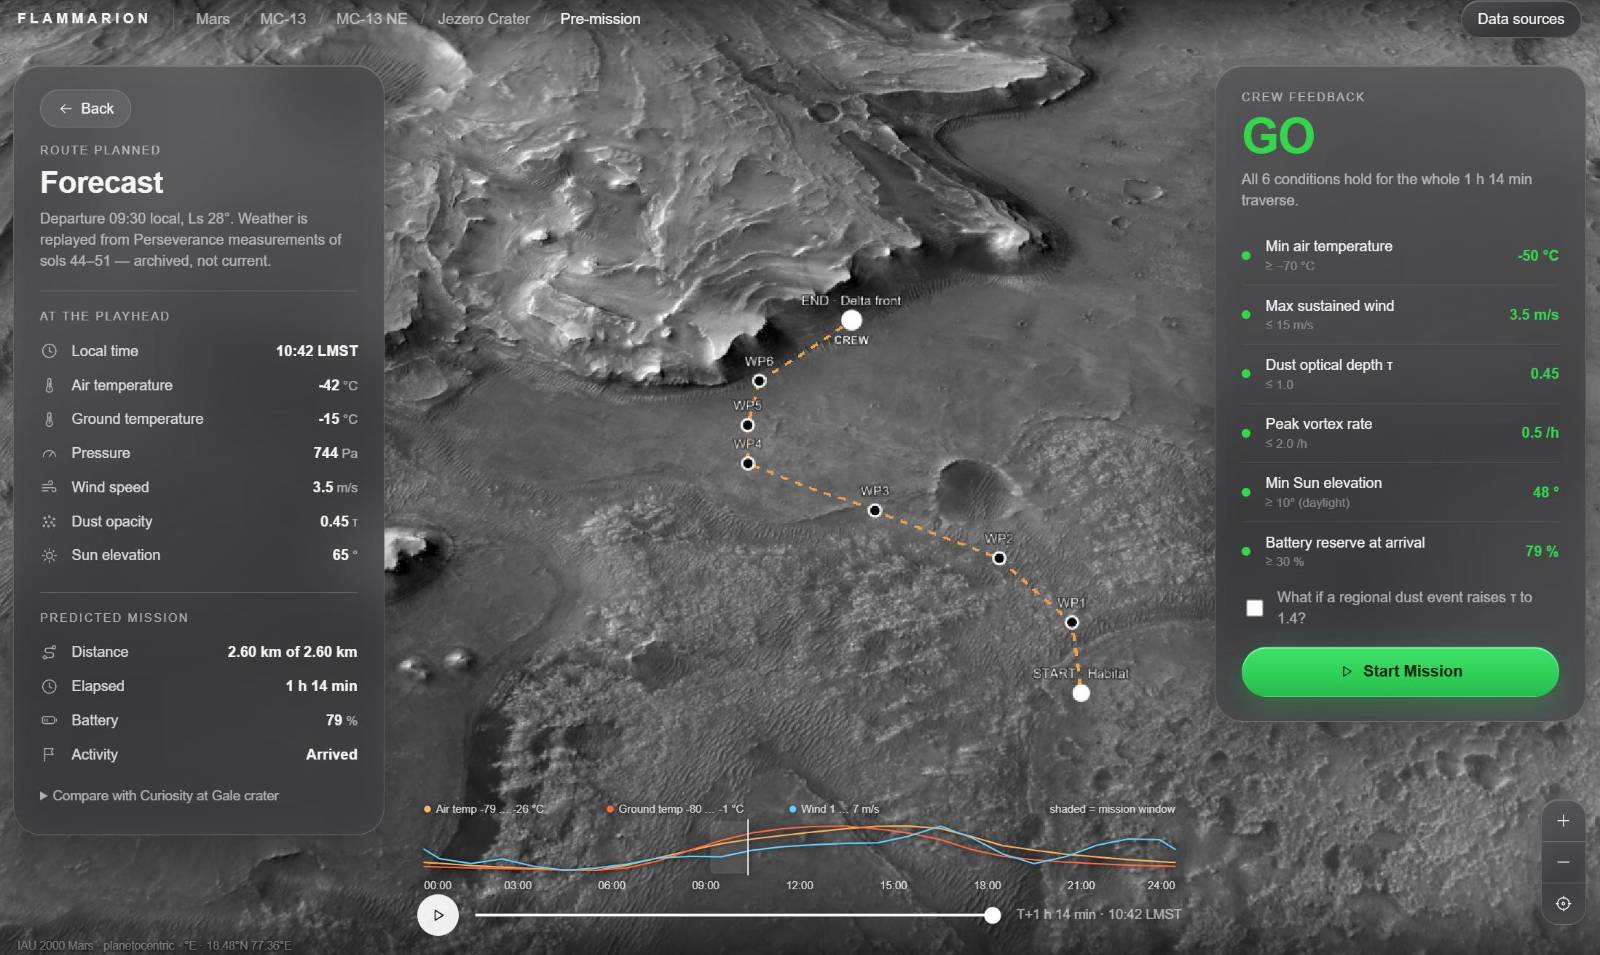 FLAMMARION
Mars / MC-13 / MC-13 NE / Jezero Crater / Pre-mission
Data sources
← Back
ROUTE PLANNED
Forecast
Departure 09:30 local, Ls 28°. Weather is
replayed from Perseverance measurements of
sols 44–51 — archived, not current.
AT THE PLAYHEAD
Local time 10:42 LMST
Air temperature -42 °C
Ground temperature -15 °C
Pressure 744 Pa
Wind speed 3.5 m/s
Dust opacity 0.45 τ
Sun elevation 65 °
PREDICTED MISSION
Distance 2.60 km of 2.60 km
Elapsed 1 h 14 min
Battery 79 %
Activity Arrived
▶ Compare with Curiosity at Gale crater
END · Delta front
CREW
WP6
WP5
WP4
WP3
WP2
WP1
START · Habitat
CREW FEEDBACK
GO
All 6 conditions hold for the whole 1 h 14 min
traverse.
Min air temperature -50 °C
≥ −70 °C
Max sustained wind 3.5 m/s
≤ 15 m/s
Dust optical depth τ 0.45
≤ 1.0
Peak vortex rate 0.5 /h
≤ 2.0 /h
Min Sun elevation 48 °
≥ 10° (daylight)
Battery reserve at arrival 79 %
≥ 30 %
What if a regional dust event raises τ to
1.4?
Start Mission
Air temp -79 … -26 °C Ground temp -80 … -1 °C Wind 1 … 7 m/s shaded = mission window
00:00 03:00 06:00 09:00 12:00 15:00 18:00 21:00 24:00
T+1 h 14 min · 10:42 LMST
IAU 2000 Mars · planetocentric · °E · 18.48°N 77.36°E